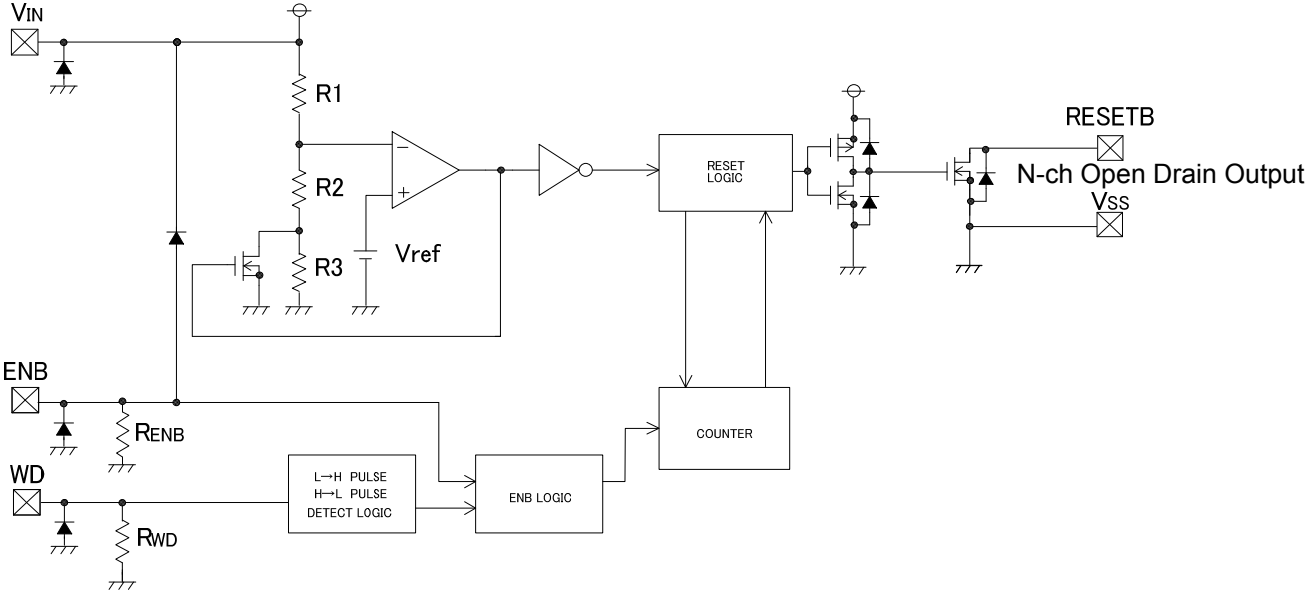 VIN
R1
R2
R3
Vref
RESET
LOGIC
RESETB
N-ch Open Drain Output
VSS
ENB
RENB
COUNTER
WD
RWD
L→H PULSE
H→L PULSE
DETECT LOGIC
ENB LOGIC